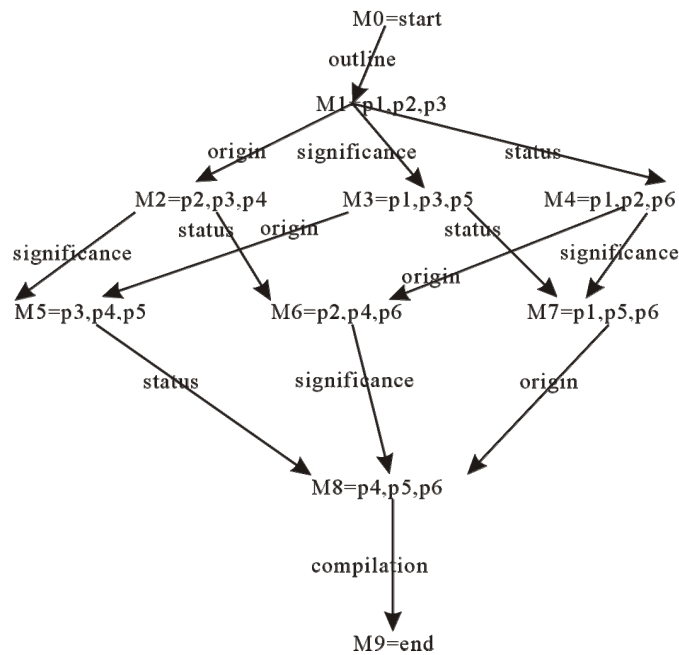 M0=start
outline
M1=p1,p2,p3
origin significance status
M2=p2,p3,p4 M3=p1,p3,p5 M4=p1,p2,p6
significance status origin status origin significance
M5=p3,p4,p5 M6=p2,p4,p6 M7=p1,p5,p6
status significance origin
M8=p4,p5,p6
compilation
M9=end